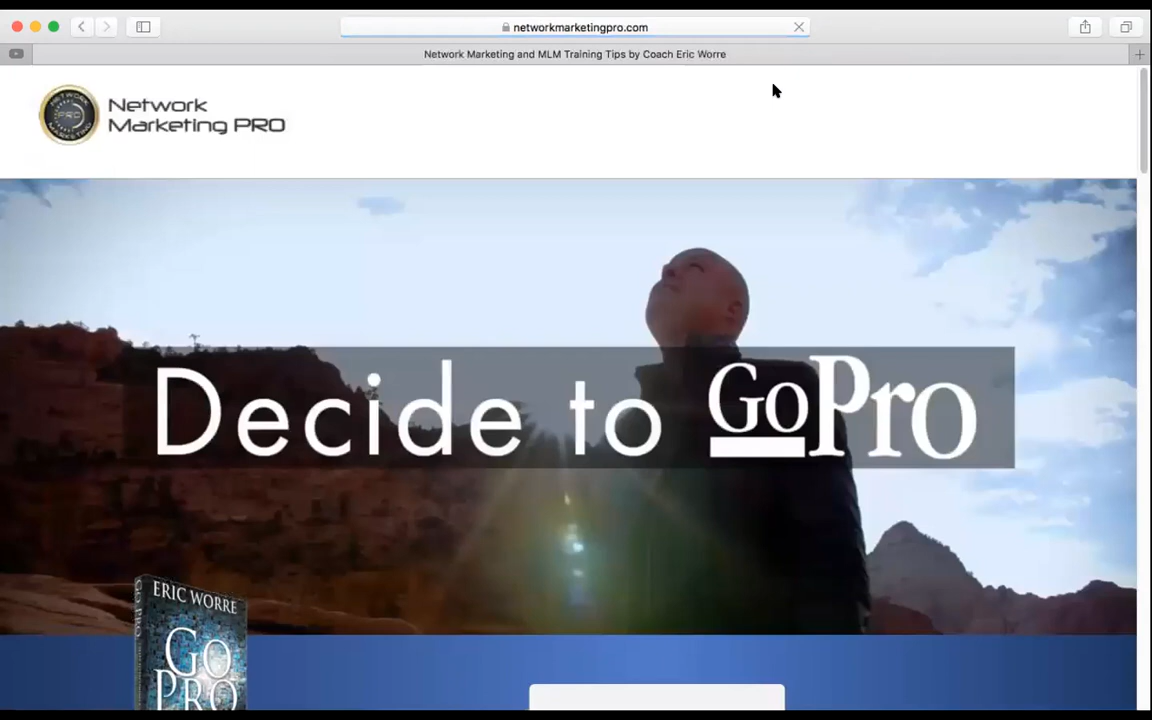 networkmarketingpro.com
Network Marketing and MLM Training Tips by Coach Eric Worre
Network
Marketing PRO
Decide to GoPro
ERIC WORRE
GO
PRO